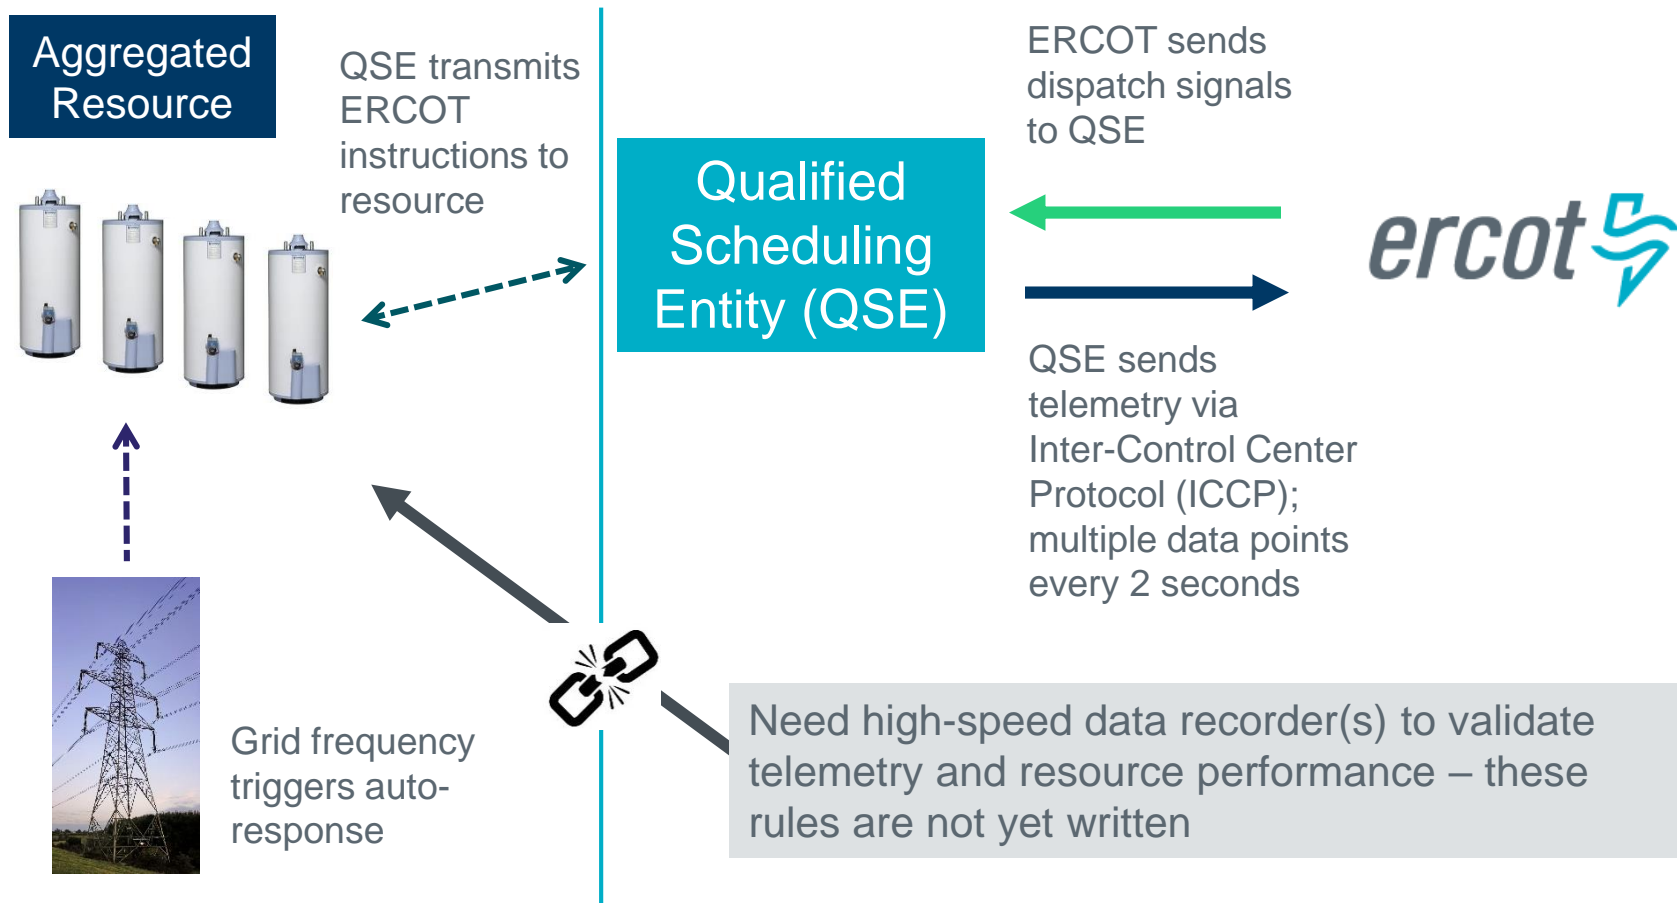 Aggregated
Resource
QSE transmits
ERCOT
instructions to
resource
Qualified
Scheduling
Entity (QSE)
ERCOT sends
dispatch signals
to QSE
ercot
QSE sends
telemetry via
Inter-Control Center
Protocol (ICCP);
multiple data points
every 2 seconds
Grid frequency
triggers auto-
response
Need high-speed data recorder(s) to validate
telemetry and resource performance – these
rules are not yet written